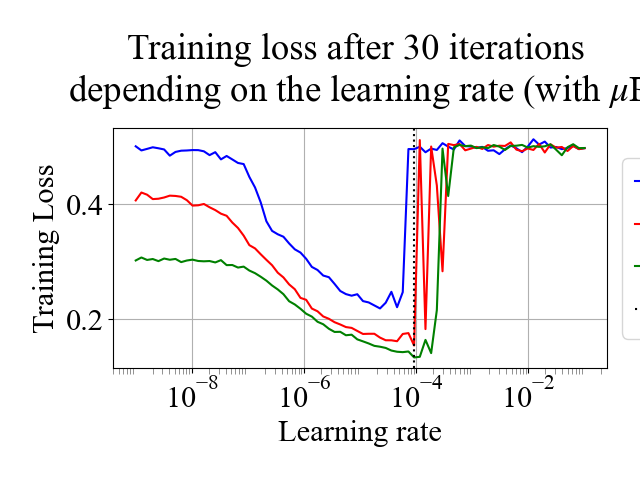 Training loss after 30 iterations
depending on the learning rate (with μP
Training Loss
0.4
0.2
10⁻⁸
10⁻⁶
10⁻⁴
10⁻²
Learning rate